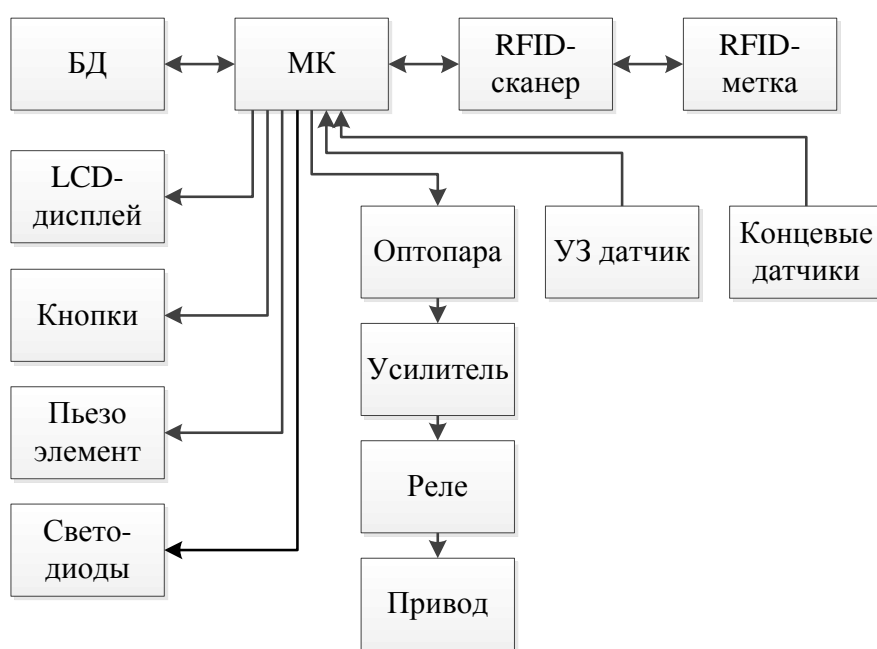 БД
МК
RFID-
сканер
RFID-
метка
LCD-
дисплей
Оптопара
УЗ датчик
Концевые
датчики
Кнопки
Усилитель
Пьезо
элемент
Реле
Свето-
диоды
Привод